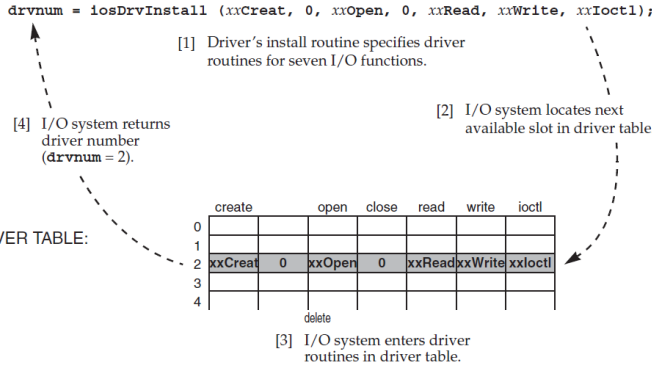 drvnum = iosDrvInstall (xxCreat, 0, xxOpen, 0, xxRead, xxWrite, xxIoctl);
[1] Driver's install routine specifies driver
routines for seven I/O functions.
[2] I/O system locates next
available slot in driver table
[4] I/O system returns
driver number
(drvnum = 2).
create open close read write ioctl
0
VER TABLE:
1
2 xxCreat 0 xxOpen 0 xxRead xxWrite xxIoctl
3
4
delete
[3] I/O system enters driver
routines in driver table.